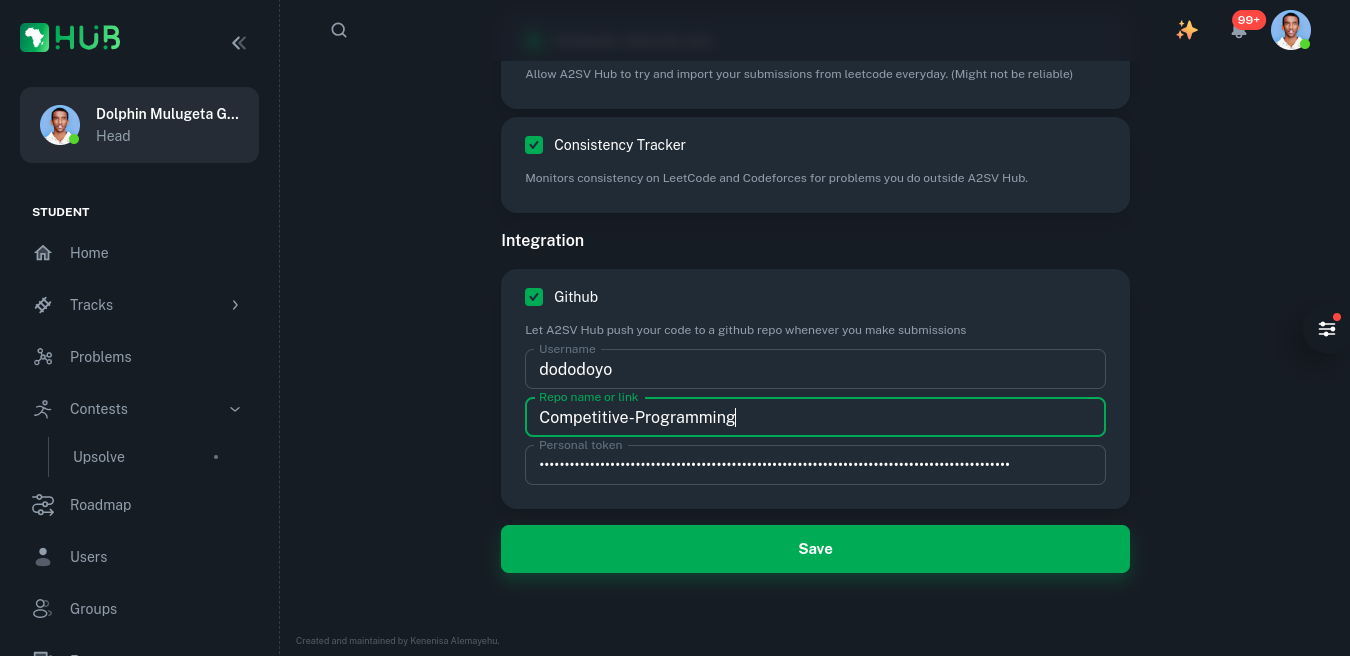 HUB
99+
Allow A2SV Hub to try and import your submissions from leetcode everyday. (Might not be reliable)
Dolphin Mulugeta G...
Head
Consistency Tracker
Monitors consistency on LeetCode and Codeforces for problems you do outside A2SV Hub.
STUDENT
Home
Tracks
Problems
Contests
Upsolve
Roadmap
Users
Groups
Integration
Github
Let A2SV Hub push your code to a github repo whenever you make submissions
Username
dododoyo
Repo name or link
Competitive-Programming
Personal token
Save
Created and maintained by Kenenisa Alemayehu.